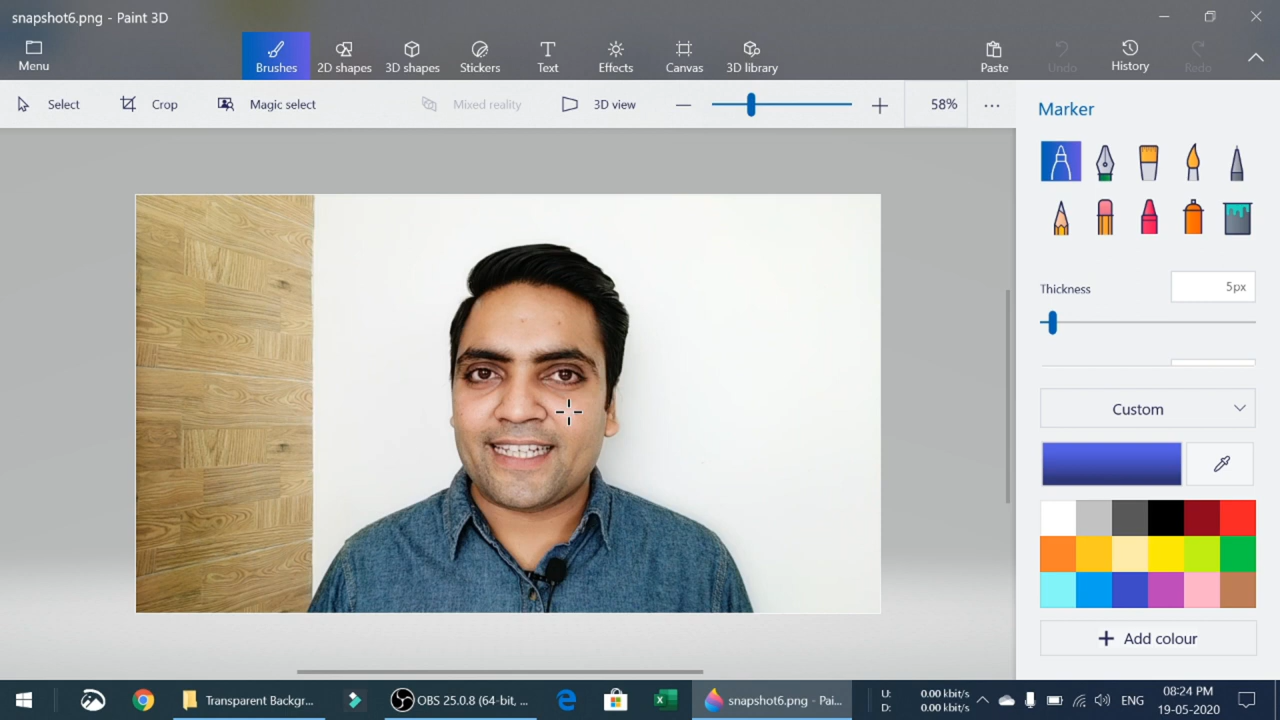 snapshot6.png - Paint 3D
Menu
Brushes
2D shapes
3D shapes
Stickers
Text
Effects
Canvas
3D library
Paste
Undo
History
Redo
Select
Crop
Magic select
Mixed reality
3D view
58%
Marker
Thickness
5px
Custom
Add colour
Transparent Backgr...
OBS 25.0.8 (64-bit, ...
snapshot6.png - Pai...
U: 0.00 kbit/s
D: 0.00 kbit/s
ENG
08:24 PM
19-05-2020